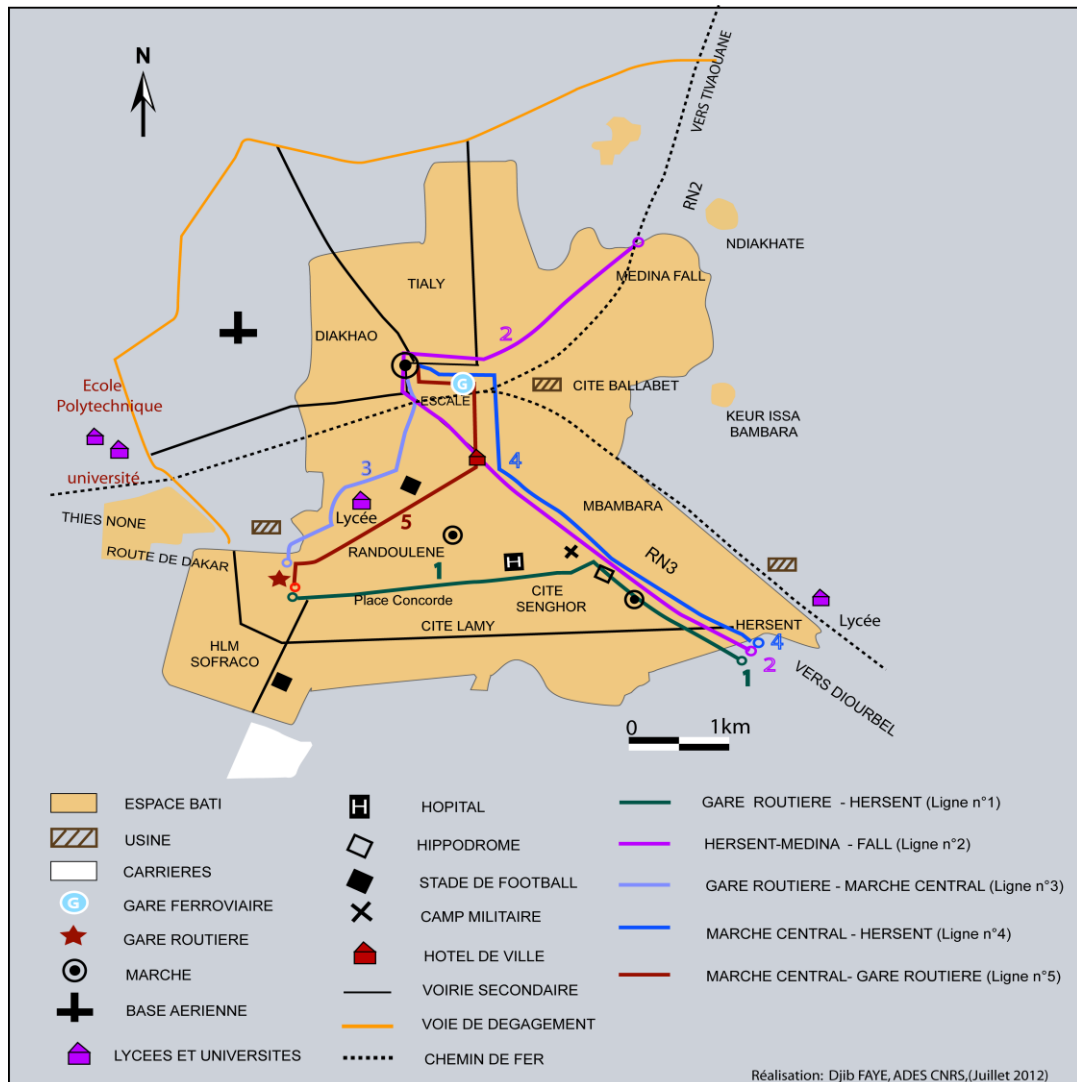 N
VERS TIVAOUANE
RN2
NDIAKHATE
MEDINA FALL
TIALY
DIAKHAO
2
G
CITE BALLABET
ESCALE
KEUR ISSA
BAMBARA
Ecole
Polytechnique
université
3
4
Lycée
5
MBAMBARA
THIES NONE
ROUTE DE DAKAR
RANDOULENE
H
RN3
1
Place Concorde
CITE
SENGHOR
CITE LAMY
HERSENT
Lycée
4
2
1
HLM
SOFRACO
VERS DIOURBEL
0 1km
ESPACE BATI
USINE
CARRIERES
G GARE FERROVIAIRE
GARE ROUTIERE
MARCHE
BASE AERIENNE
LYCEES ET UNIVERSITES
H HOPITAL
HIPPODROME
STADE DE FOOTBALL
CAMP MILITAIRE
HOTEL DE VILLE
VOIRIE SECONDAIRE
VOIE DE DEGAGEMENT
CHEMIN DE FER
GARE ROUTIERE - HERSENT (Ligne n°1)
HERSENT-MEDINA - FALL (Ligne n°2)
GARE ROUTIERE - MARCHE CENTRAL (Ligne n°3)
MARCHE CENTRAL - HERSENT (Ligne n°4)
MARCHE CENTRAL- GARE ROUTIERE (Ligne n°5)
Réalisation: Djib FAYE, ADES CNRS,(Juillet 2012)